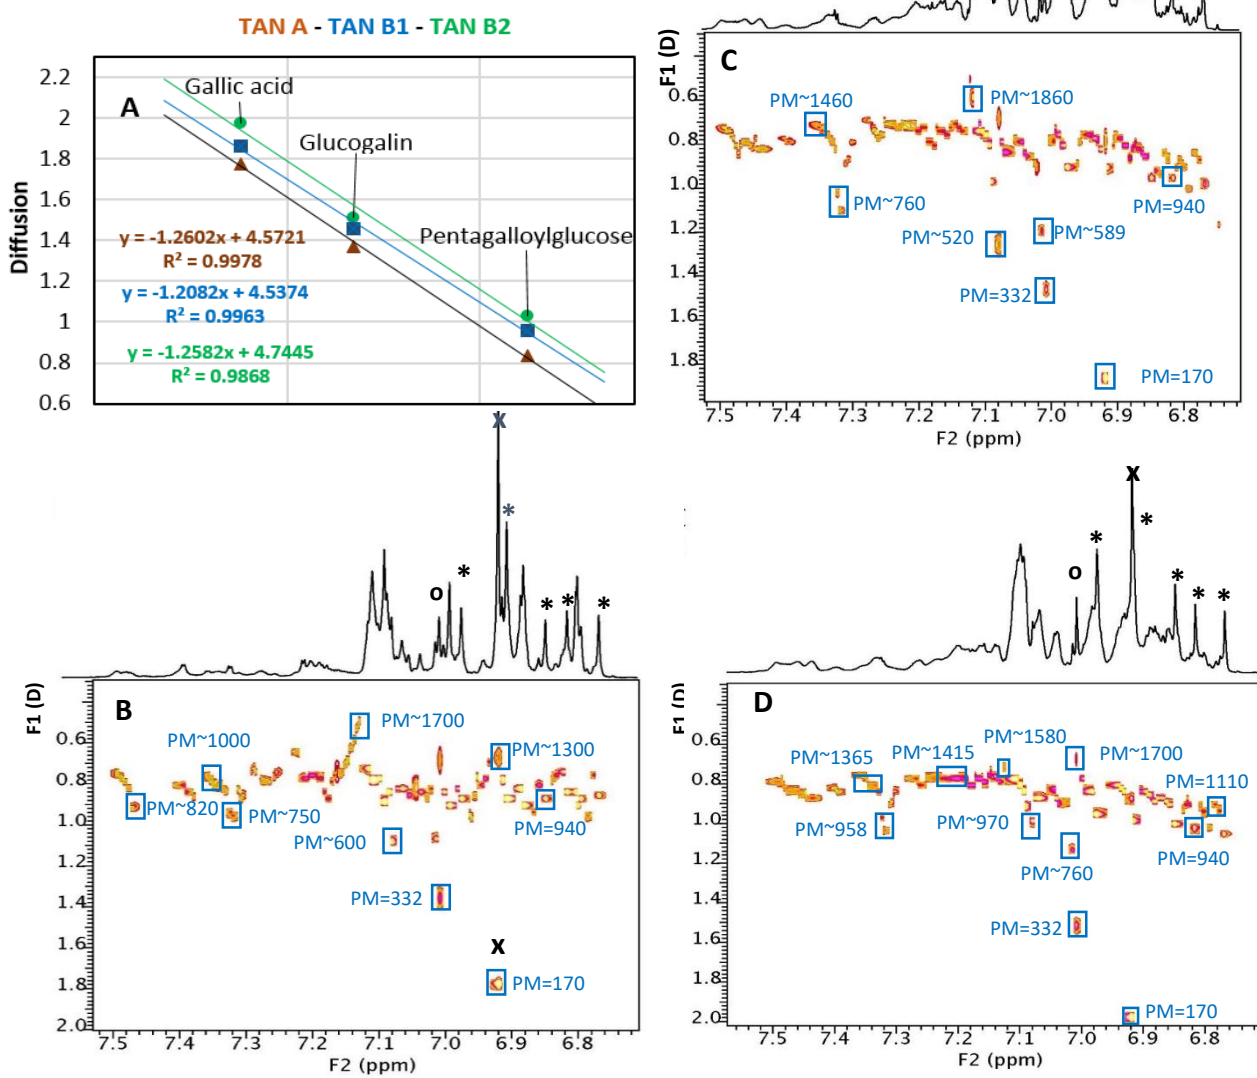 TAN A - TAN B1 - TAN B2
A
Diffusion
2.2
2
1.8
1.6
1.4
1.2
1
0.8
0.6
Gallic acid
Glucogalin
Pentagalloylglucose
y = -1.2602x + 4.5721
R² = 0.9978
y = -1.2082x + 4.5374
R² = 0.9963
y = -1.2582x + 4.7445
R² = 0.9868
C
F1 (D)
0.6
0.8
1.0
1.2
1.4
1.6
1.8
PM~1460
PM~1860
PM~760
PM=940
PM~520
PM~589
PM=332
PM=170
7.5 7.4 7.3 7.2 7.1 7.0 6.9 6.8
F2 (ppm)
x
*
*
o
*
*
*
B
F1 (D)
0.6
0.8
1.0
1.2
1.4
1.6
1.8
2.0
PM~1700
PM~1000
PM~1300
PM~820
PM~750
PM=940
PM~600
PM=332
x
PM=170
7.5 7.4 7.3 7.2 7.1 7.0 6.9 6.8
F2 (ppm)
x
*
*
o
*
*
*
D
F1 (D)
0.6
0.8
1.0
1.2
1.4
1.6
1.8
2.0
PM~1580
PM~1365
PM~1415
PM~1700
PM=1110
PM~958
PM~970
PM=940
PM~760
PM=332
PM=170
7.5 7.4 7.3 7.2 7.1 7.0 6.9 6.8
F2 (ppm)